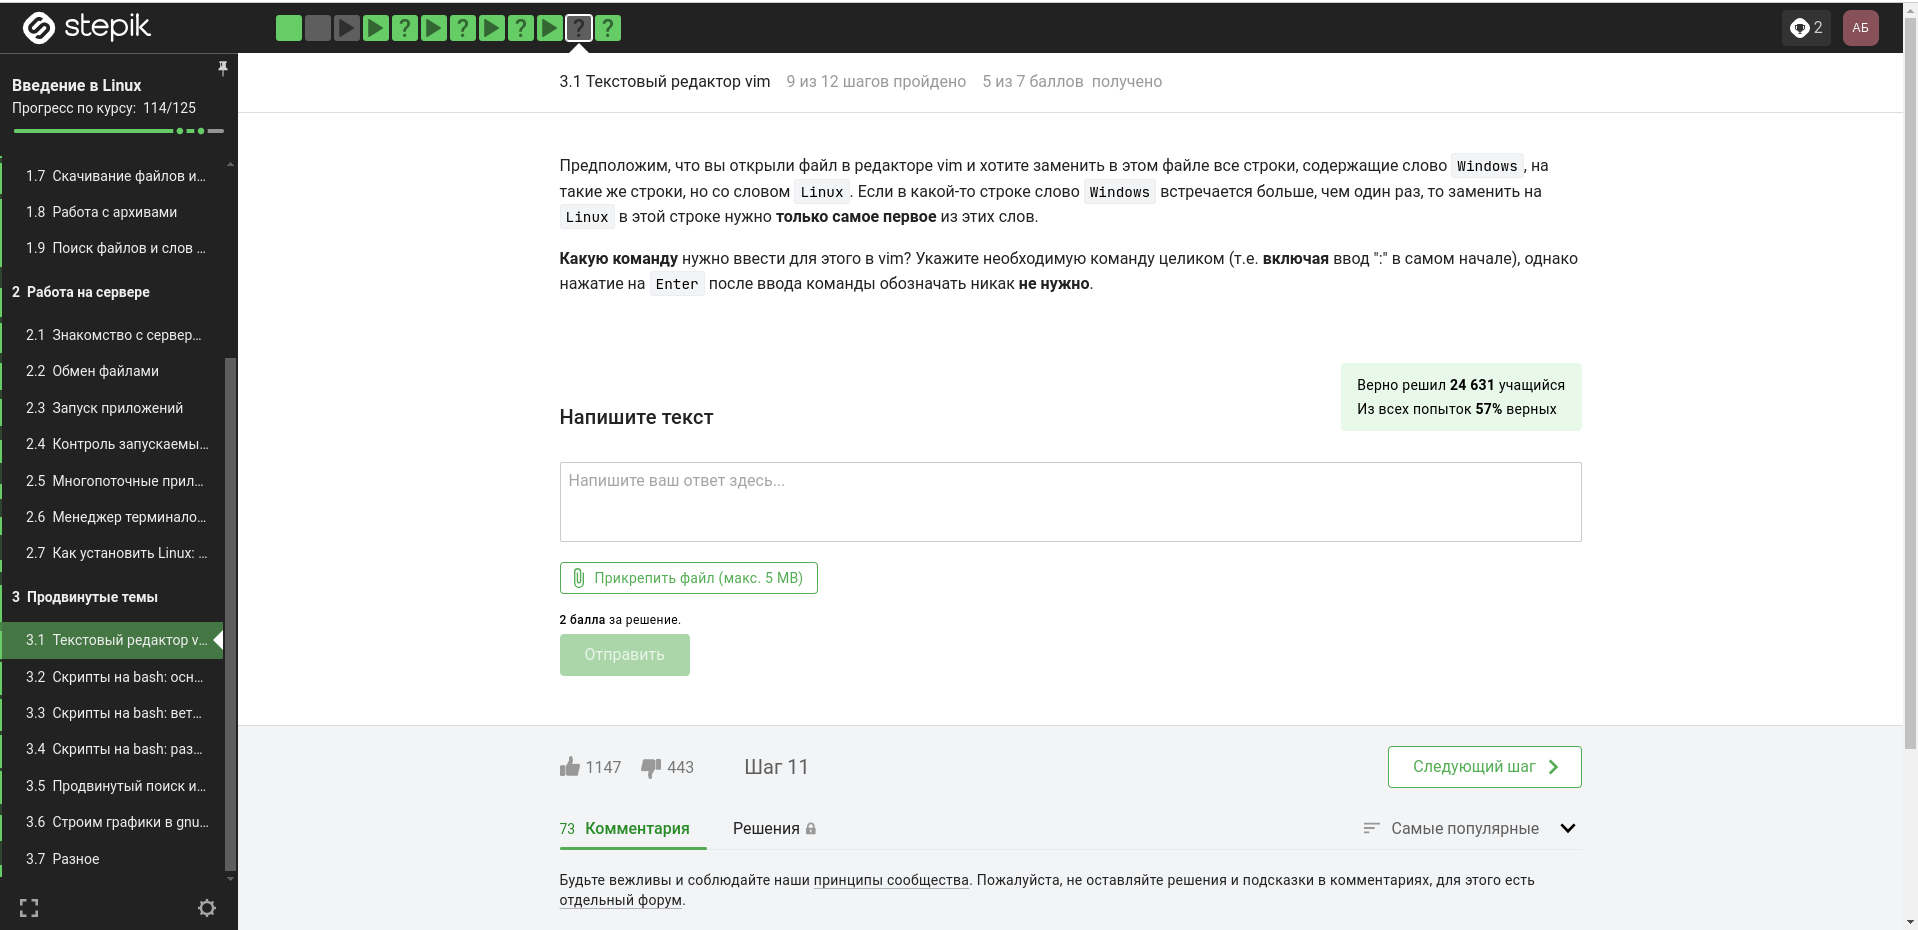 stepik
?
?
?
?
?
2
АБ
Введение в Linux
Прогресс по курсу: 114/125
1.7 Скачивание файлов и...
1.8 Работа с архивами
1.9 Поиск файлов и слов ...
2 Работа на сервере
2.1 Знакомство с сервер...
2.2 Обмен файлами
2.3 Запуск приложений
2.4 Контроль запускаемы...
2.5 Многопоточные прил...
2.6 Менеджер терминало...
2.7 Как установить Linux: ...
3 Продвинутые темы
3.1 Текстовый редактор v...
3.2 Скрипты на bash: осн...
3.3 Скрипты на bash: вет...
3.4 Скрипты на bash: раз...
3.5 Продвинутый поиск и...
3.6 Строим графики в gnu...
3.7 Разное
3.1 Текстовый редактор vim 9 из 12 шагов пройдено 5 из 7 баллов получено
Предположим, что вы открыли файл в редакторе vim и хотите заменить в этом файле все строки, содержащие слово Windows, на
такие же строки, но со словом Linux. Если в какой-то строке слово Windows встречается больше, чем один раз, то заменить на
Linux в этой строке нужно только самое первое из этих слов.
Какую команду нужно ввести для этого в vim? Укажите необходимую команду целиком (т.е. включая ввод ":" в самом начале), однако
нажатие на Enter после ввода команды обозначать никак не нужно.
Верно решил 24 631 учащийся
Из всех попыток 57% верных
Напишите текст
Напишите ваш ответ здесь...
Прикрепить файл (макс. 5 MB)
2 балла за решение.
Отправить
1147 443 Шаг 11
Следующий шаг
73 Комментария Решения
Самые популярные
Будьте вежливы и соблюдайте наши принципы сообщества. Пожалуйста, не оставляйте решения и подсказки в комментариях, для этого есть
отдельный форум.